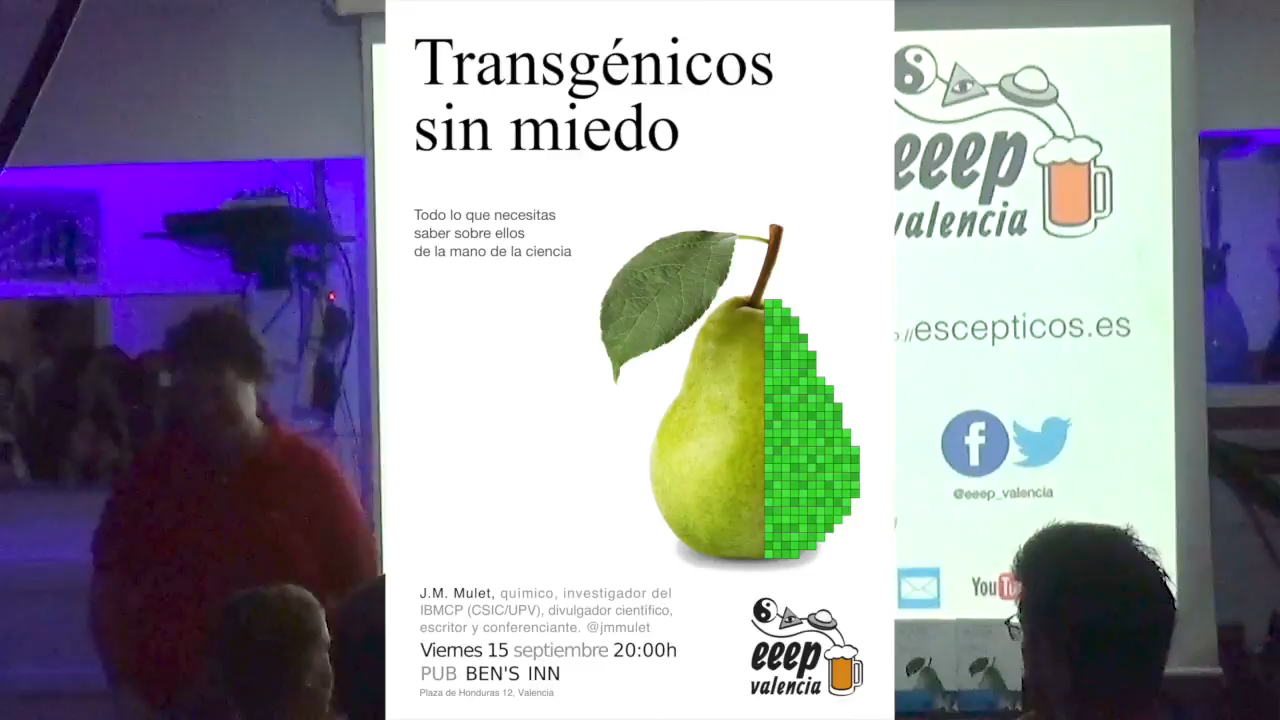 Transgénicos
sin miedo
Todo lo que necesitas
saber sobre ellos
de la mano de la ciencia
J.M. Mulet, químico, investigador del
IBMCP (CSIC/UPV), divulgador científico,
escritor y conferenciante. @jmmulet
Viernes 15 septiembre 20:00h
PUB BEN'S INN
Plaza de Honduras 12, Valencia
eeep
valencia
eeep
valencia
//escepticos.es
f
@eeep_valencia
You